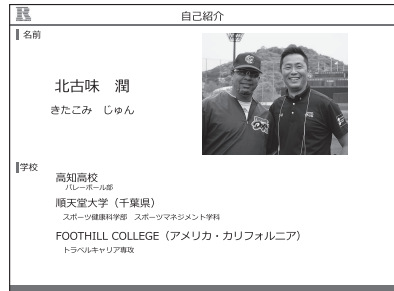 自己紹介
名前
北古味　潤
きたこみ　じゅん
学校
高知高校
バレーボール部
順天堂大学（千葉県）
スポーツ健康科学部　スポーツマネジメント学科
FOOTHILL COLLEGE（アメリカ・カリフォルニア）
トラベルキャリア専攻